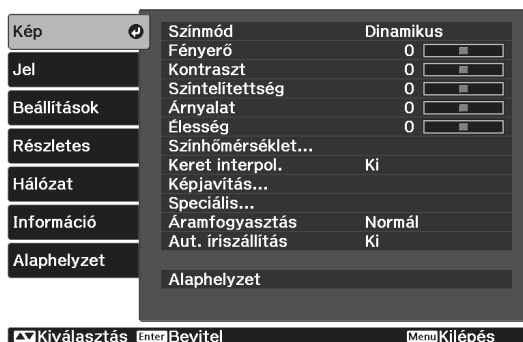 Kép
Jel
Beállítások
Részletes
Hálózat
Információ
Alaphelyzet
Színmód Dinamikus
Fényerő 0
Kontraszt 0
Színtelítettség 0
Árnyalat 0
Élesség 0
Színhőmérséklet...
Keret interpol. Ki
Képjavítás...
Speciális...
Áramfogyasztás Normál
Aut. íriszállítás Ki
Alaphelyzet
Kiválasztás Enter Bevitel Menu Kilépés